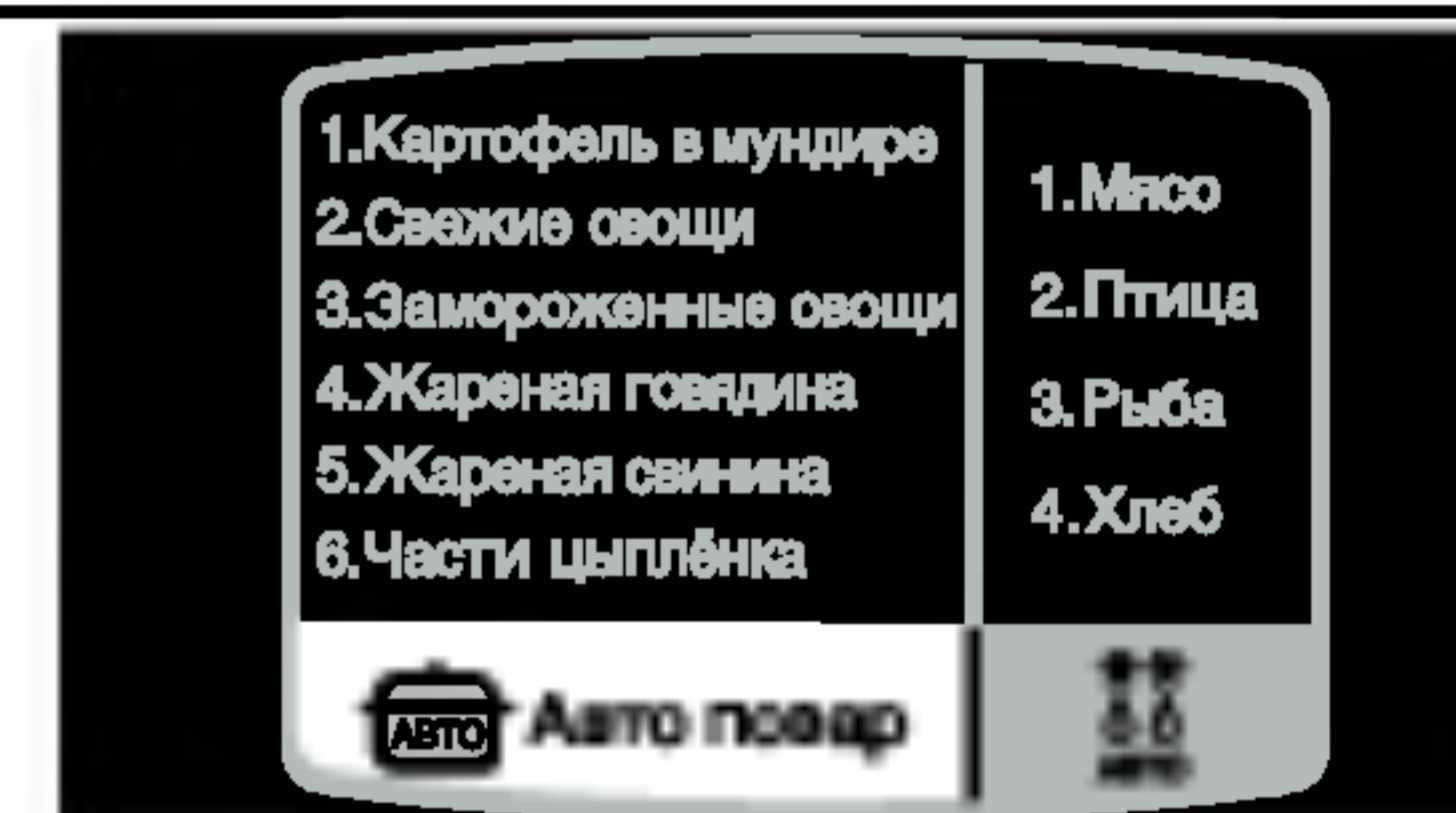 1.Картофель в мундире
2.Свежие овощи
3.Замороженные овощи
4.Жареная говядина
5.Жареная свинина
6.Части цыплёнка
АВТО Авто повар
1.Мясо
2.Птица
3.Рыба
4.Хлеб